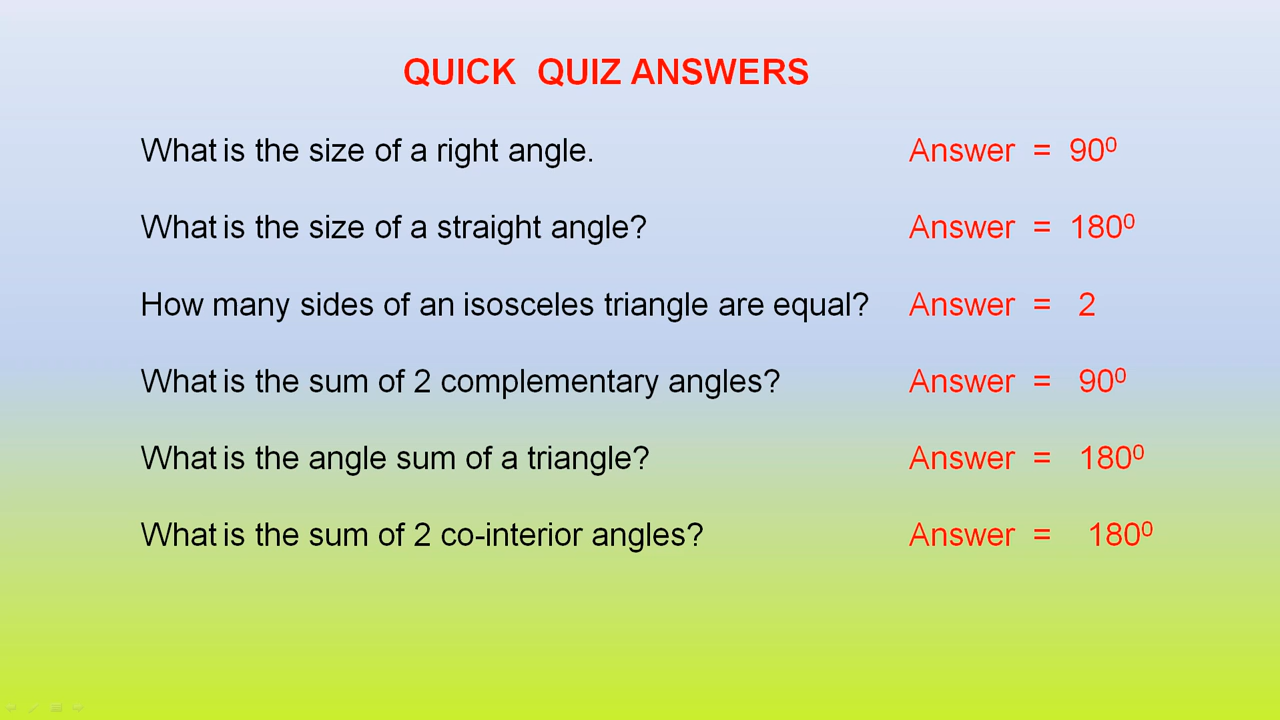 QUICK QUIZ ANSWERS
What is the size of a right angle. Answer = 90⁰
What is the size of a straight angle? Answer = 180⁰
How many sides of an isosceles triangle are equal? Answer = 2
What is the sum of 2 complementary angles? Answer = 90⁰
What is the angle sum of a triangle? Answer = 180⁰
What is the sum of 2 co-interior angles? Answer = 180⁰